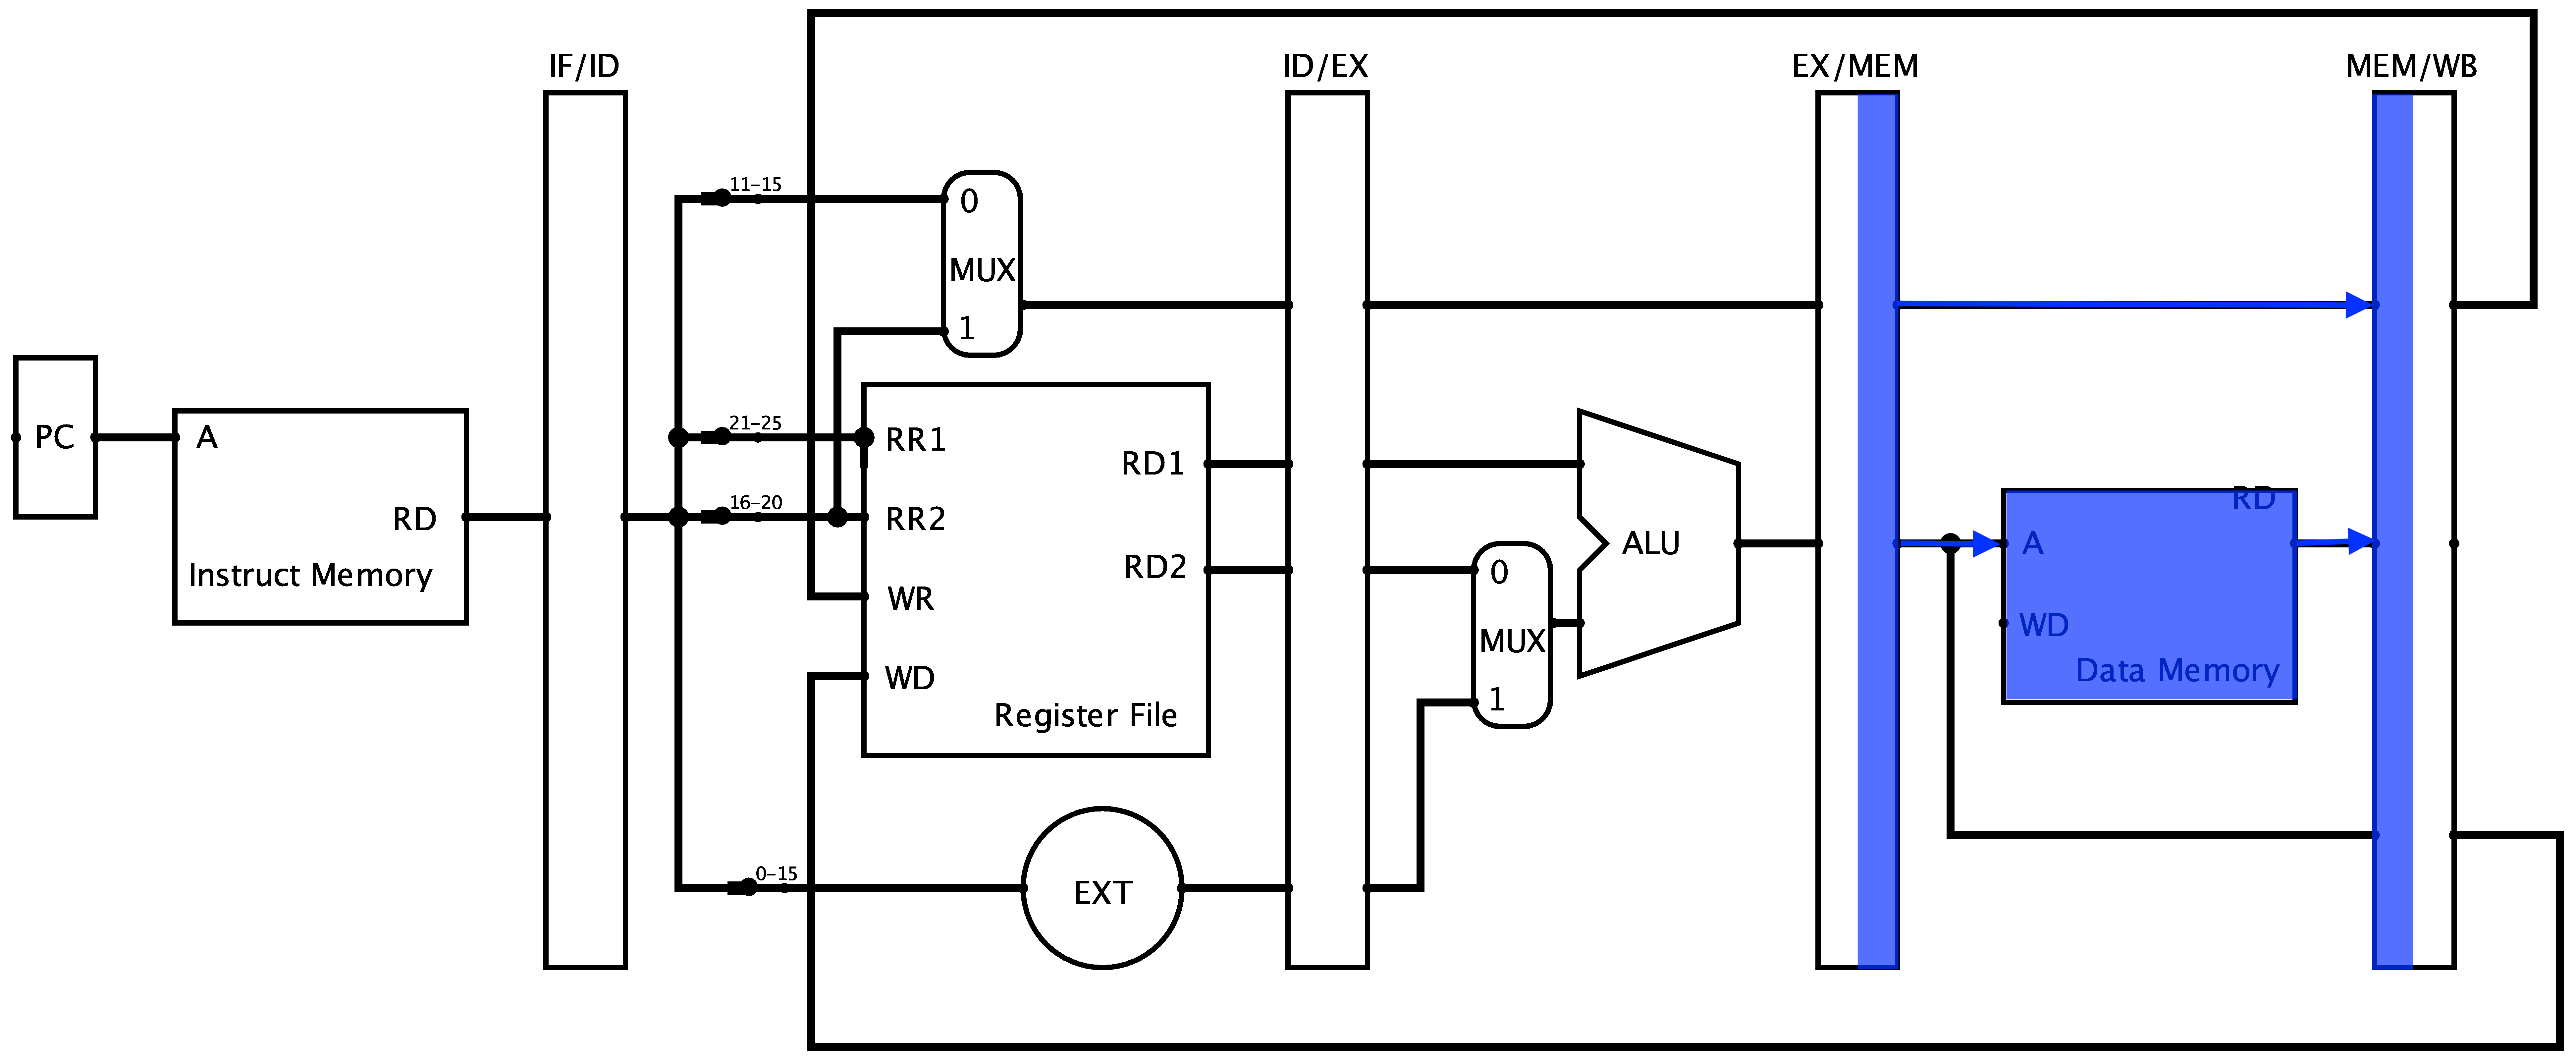 IF/ID
ID/EX
EX/MEM
MEM/WB
11-15
0
MUX
1
PC
A
RD
Instruct Memory
21-25
16-20
RR1
RR2
WR
WD
RD1
RD2
Register File
0-15
EXT
0
MUX
1
ALU
RD
A
WD
Data Memory